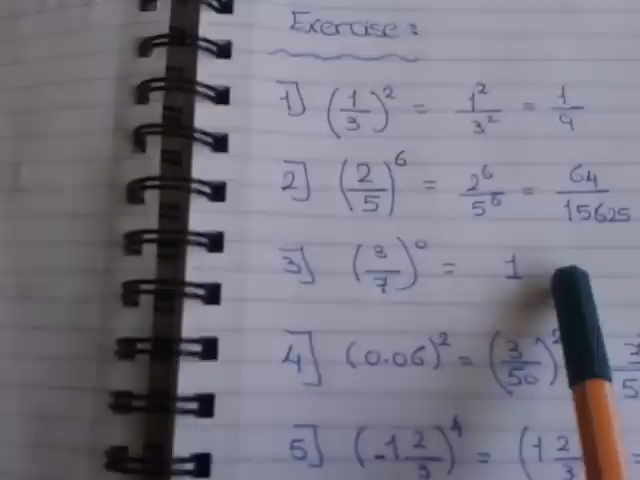 Exercise:
1] (1/3)^2 = 1^2/3^2 = 1/9
2] (2/5)^6 = 2^6/5^6 = 64/15625
3] (3/7)^0 = 1
4] (0.06)^2 = (3/50)^2
5] (-1 2/3)^4 = (1 2/3 =